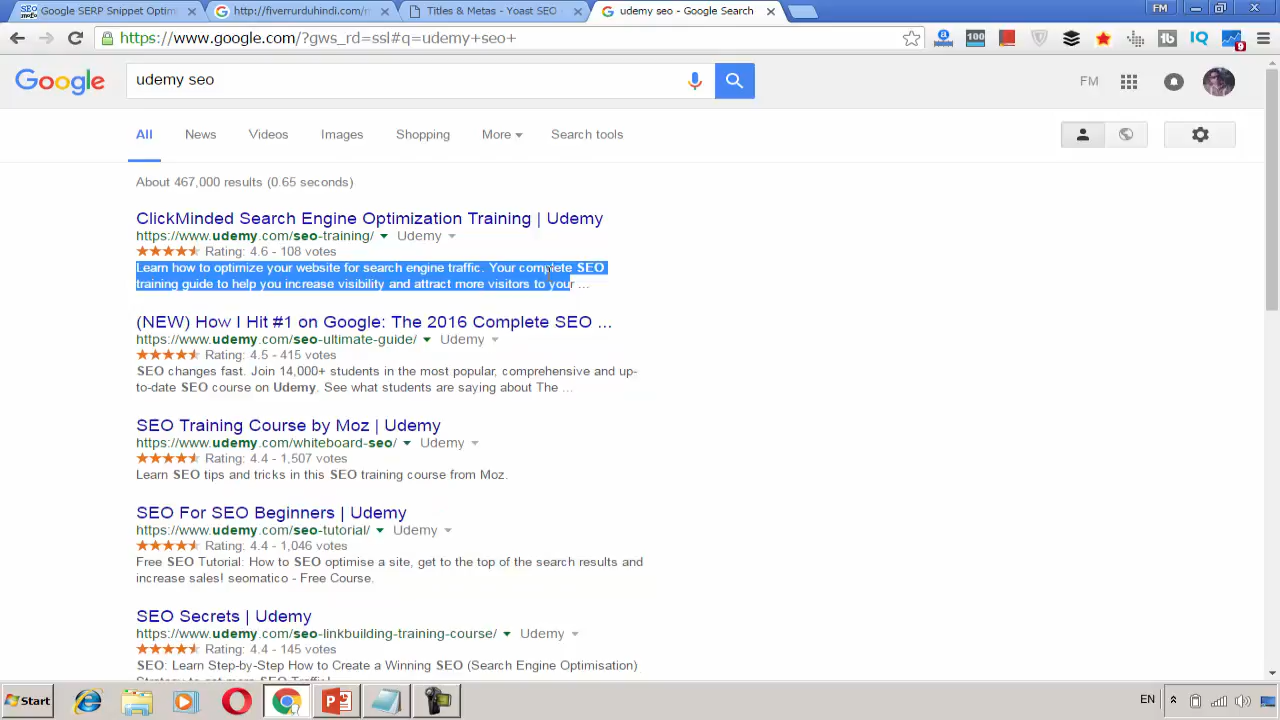 Google SERP Snippet Optim
http://fiverrurduhindi.com/
Titles & Metas - Yoast SEO
udemy seo - Google Search
FM
https://www.google.com/?gws_rd=ssl#q=udemy+seo+
100
IQ
9
Google
udemy seo
FM
All
News
Videos
Images
Shopping
More
Search tools
About 467,000 results (0.65 seconds)
ClickMinded Search Engine Optimization Training | Udemy
https://www.udemy.com/seo-training/ Udemy
Rating: 4.6 - 108 votes
Learn how to optimize your website for search engine traffic. Your complete SEO
training guide to help you increase visibility and attract more visitors to your ...
(NEW) How I Hit #1 on Google: The 2016 Complete SEO ...
https://www.udemy.com/seo-ultimate-guide/ Udemy
Rating: 4.5 - 415 votes
SEO changes fast. Join 14,000+ students in the most popular, comprehensive and up-
to-date SEO course on Udemy. See what students are saying about The ...
SEO Training Course by Moz | Udemy
https://www.udemy.com/whiteboard-seo/ Udemy
Rating: 4.4 - 1,507 votes
Learn SEO tips and tricks in this SEO training course from Moz.
SEO For SEO Beginners | Udemy
https://www.udemy.com/seo-tutorial/ Udemy
Rating: 4.4 - 1,046 votes
Free SEO Tutorial: How to SEO optimise a site, get to the top of the search results and
increase sales! seomatico - Free Course.
SEO Secrets | Udemy
https://www.udemy.com/seo-linkbuilding-training-course/ Udemy
Rating: 4.4 - 145 votes
SEO: Learn Step-by-Step How to Create a Winning SEO (Search Engine Optimisation)
Start
EN